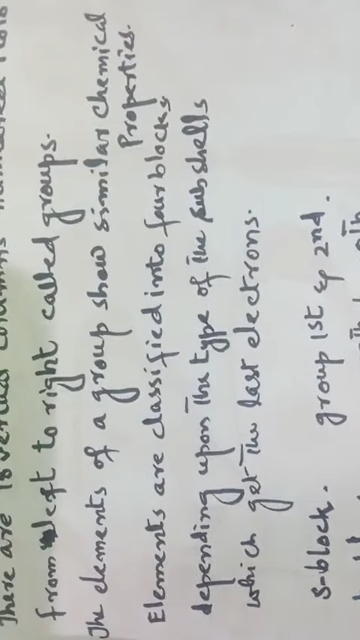 There are 18 vertical columns numbered
from left to right called groups.
The elements of a group show similar chemical
Properties.
Elements are classified into four blocks
depending upon the type of the subshells
which get the last electrons.
s-block. group 1st & 2nd.